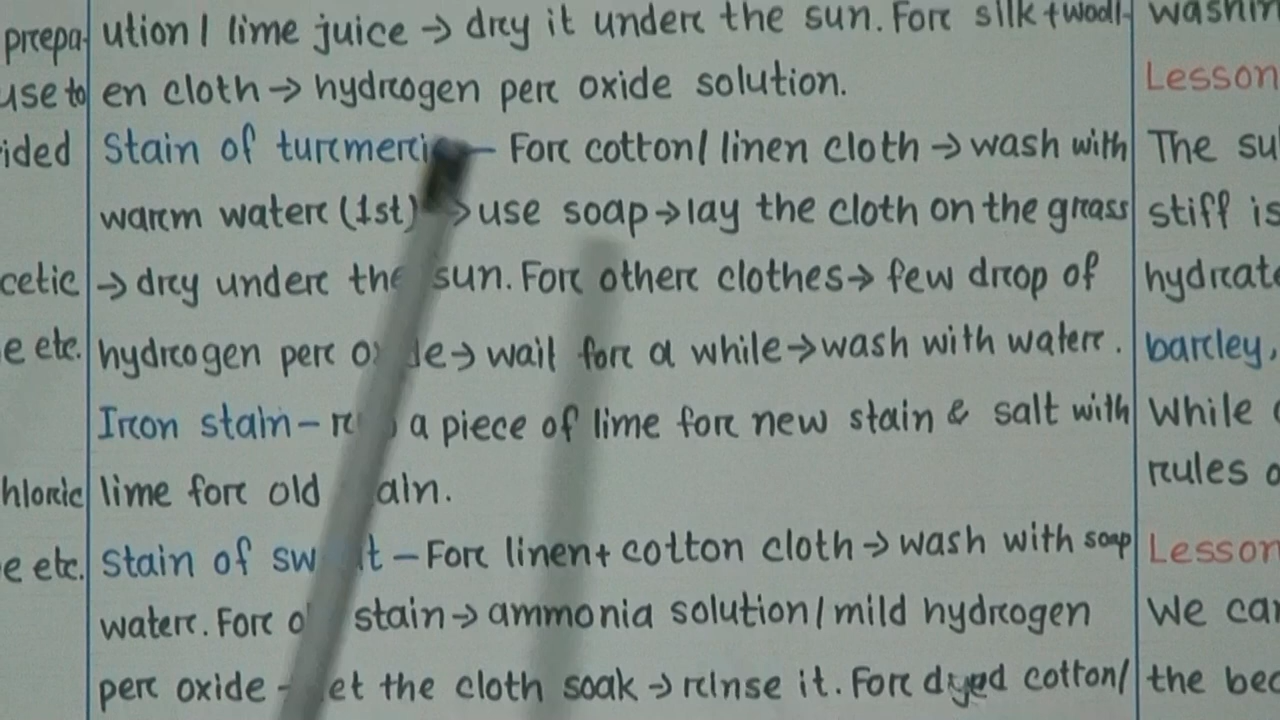 prepa-
use to
ided
cetic
e etc.
hloric
e etc.
ution / lime juice → dry it under the sun. For silk + wooll-
en cloth → hydrogen per oxide solution.
Stain of turmeric — For cotton / linen cloth → wash with
warm water (1st) → use soap → lay the cloth on the grass
→ dry under the sun. For other clothes → few drop of
hydrogen per → wait for a while → wash with water.
Iron stain – a piece of lime for new stain & salt with
lime for old
Stain of – For linen + cotton cloth → wash with soap
water. For stain → ammonia solution / mild hydrogen
per oxide – the cloth soak → rinse it. For dyed cotton /
washin
Lesson
The su
stiff is
hydrate
barley,
While
rules o
Lesson
We can
the bec